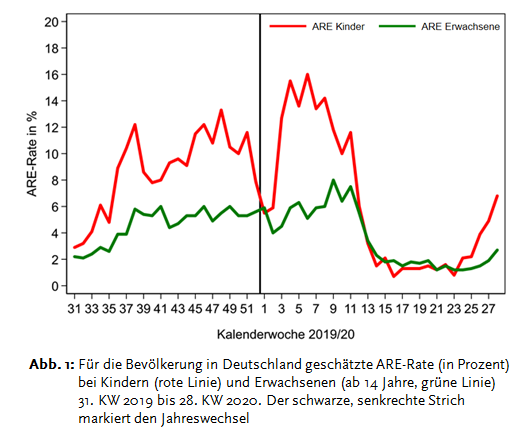 ARE Kinder ARE Erwachsene
20
18
16
14
12
10
8
6
4
2
0
ARE-Rate in %
31 33 35 37 39 41 43 45 47 49 51 1 3 5 7 9 11 13 15 17 19 21 23 25 27
Kalenderwoche 2019/20
Abb. 1: Für die Bevölkerung in Deutschland geschätzte ARE-Rate (in Prozent)
bei Kindern (rote Linie) und Erwachsenen (ab 14 Jahre, grüne Linie)
31. KW 2019 bis 28. KW 2020. Der schwarze, senkrechte Strich
markiert den Jahreswechsel